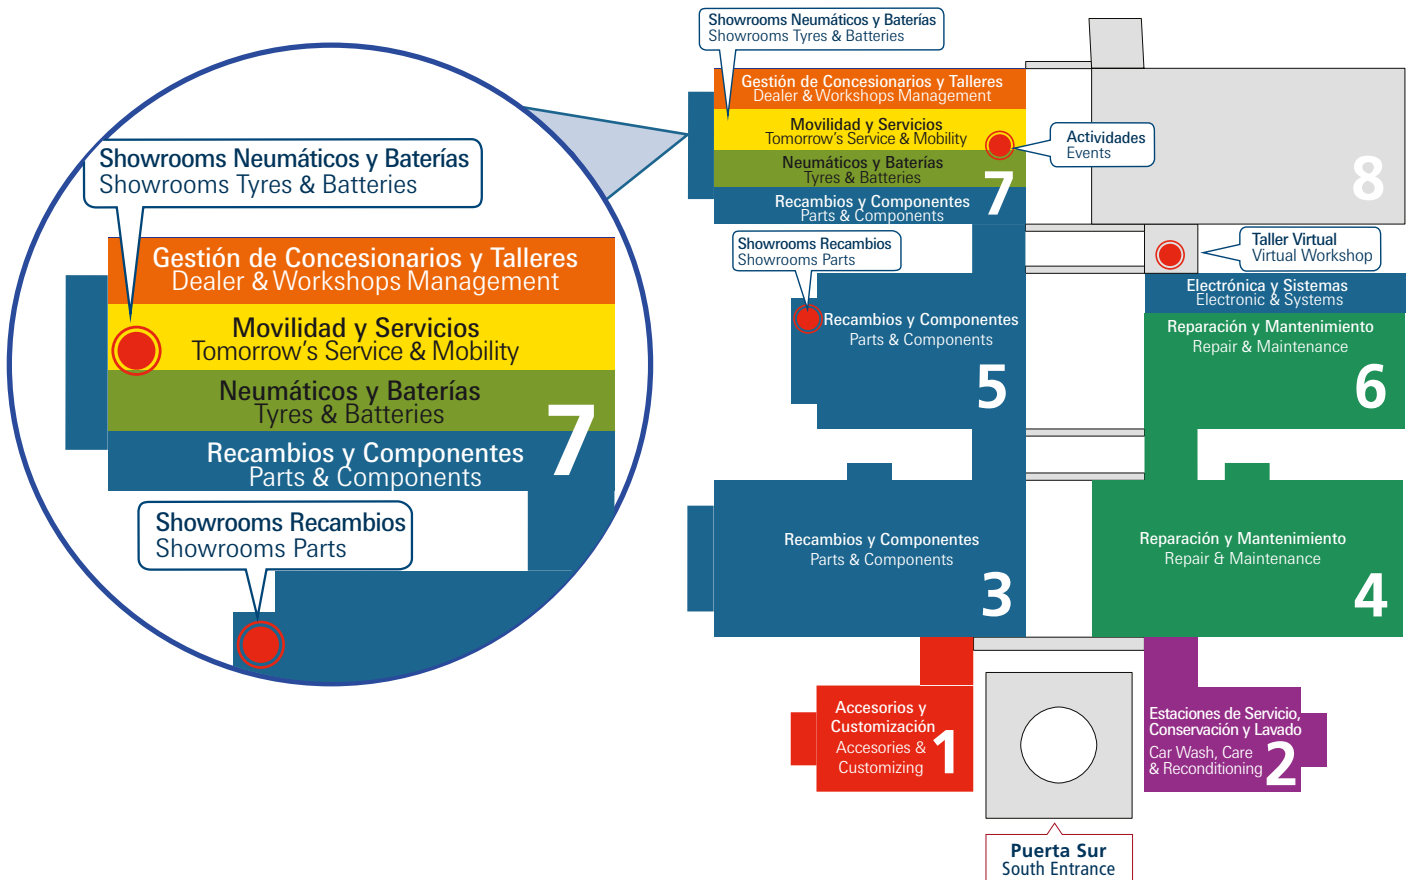 Showrooms Neumáticos y Baterías
Showrooms Tyres & Batteries
Gestión de Concesionarios y Talleres
Dealer & Workshops Management
Movilidad y Servicios
Tomorrow's Service & Mobility
Neumáticos y Baterías
Tyres & Batteries
7
Recambios y Componentes
Parts & Components
Showrooms Recambios
Showrooms Parts
Showrooms Neumáticos y Baterías
Showrooms Tyres & Batteries
Gestión de Concesionarios y Talleres
Dealer & Workshops Management
Movilidad y Servicios
Tomorrow's Service & Mobility
Neumáticos y Baterías
Tyres & Batteries
7
Recambios y Componentes
Parts & Components
Actividades
Events
8
Showrooms Recambios
Showrooms Parts
Taller Virtual
Virtual Workshop
Recambios y Componentes
Parts & Components
5
Electrónica y Sistemas
Electronic & Systems
Reparación y Mantenimiento
Repair & Maintenance
6
Recambios y Componentes
Parts & Components
3
Reparación y Mantenimiento
Repair & Maintenance
4
Accesorios y
Customización
Accesories &
Customizing
1
Estaciones de Servicio,
Conservación y Lavado
Car Wash, Care
& Reconditioning
2
Puerta Sur
South Entrance